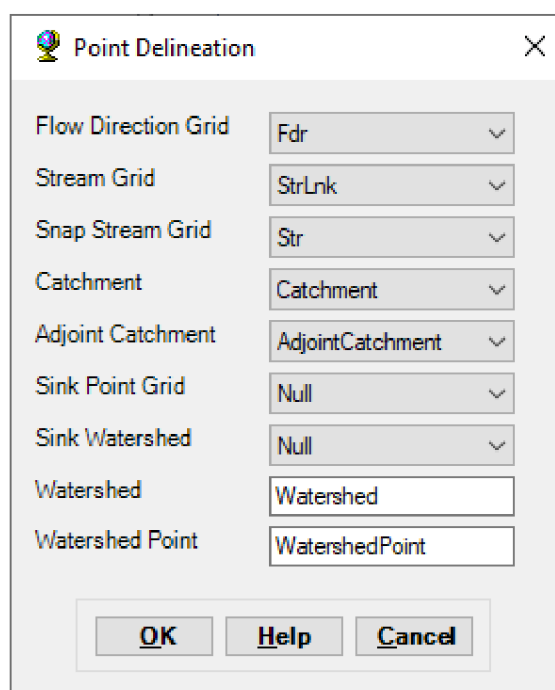 Point Delineation
Flow Direction Grid Fdr
Stream Grid StrLnk
Snap Stream Grid Str
Catchment Catchment
Adjoint Catchment AdjointCatchment
Sink Point Grid Null
Sink Watershed Null
Watershed Watershed
Watershed Point WatershedPoint
OK Help Cancel